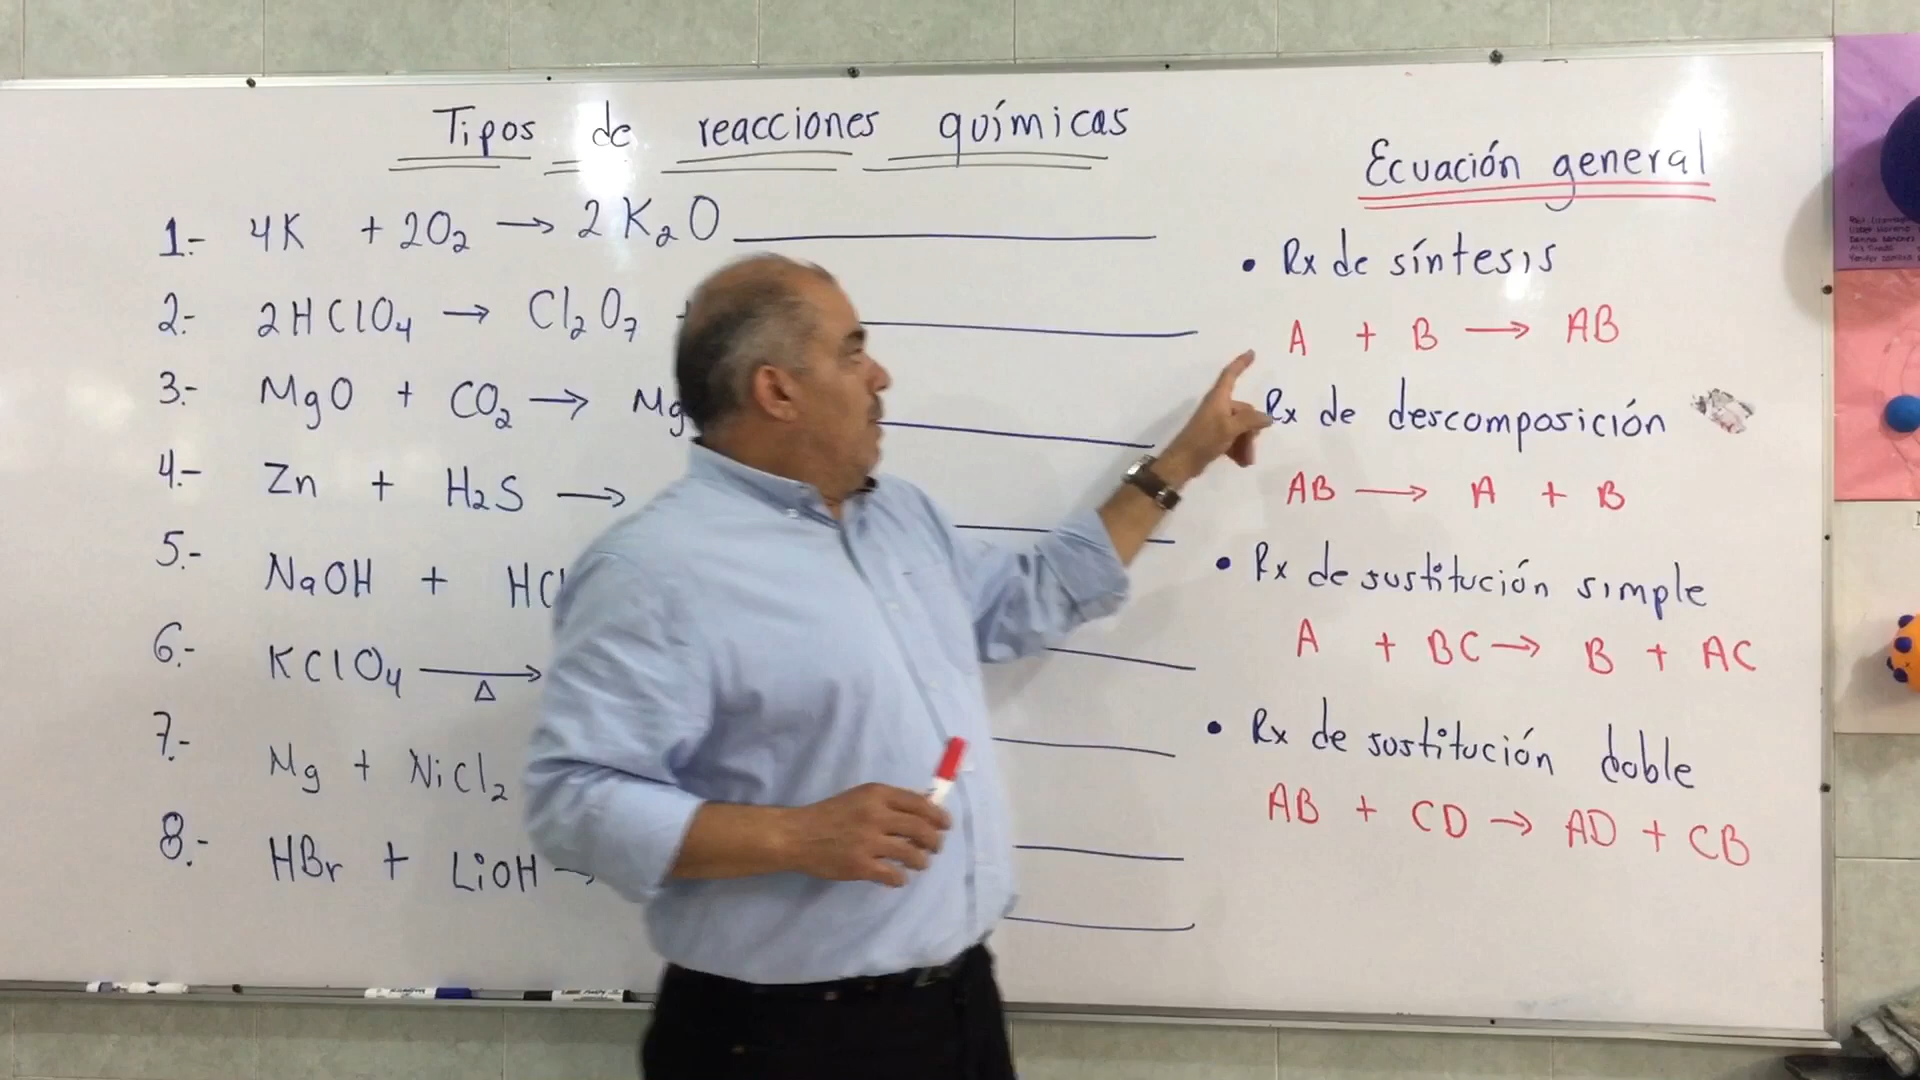 Tipos de reacciones químicas
1.- 4K + 2O₂ → 2K₂O
2.- 2HClO₄ → Cl₂O₇
3.- MgO + CO₂ → Mg
4.- Zn + H₂S →
5.- NaOH + HCl
6.- KClO₄ → Δ
7.- Mg + NiCl₂
8.- HBr + LiOH →
Ecuación general
• Rx de síntesis
A + B → AB
Rx de descomposición
AB → A + B
• Rx de sustitución simple
A + BC → B + AC
• Rx de sustitución doble
AB + CD → AD + CB